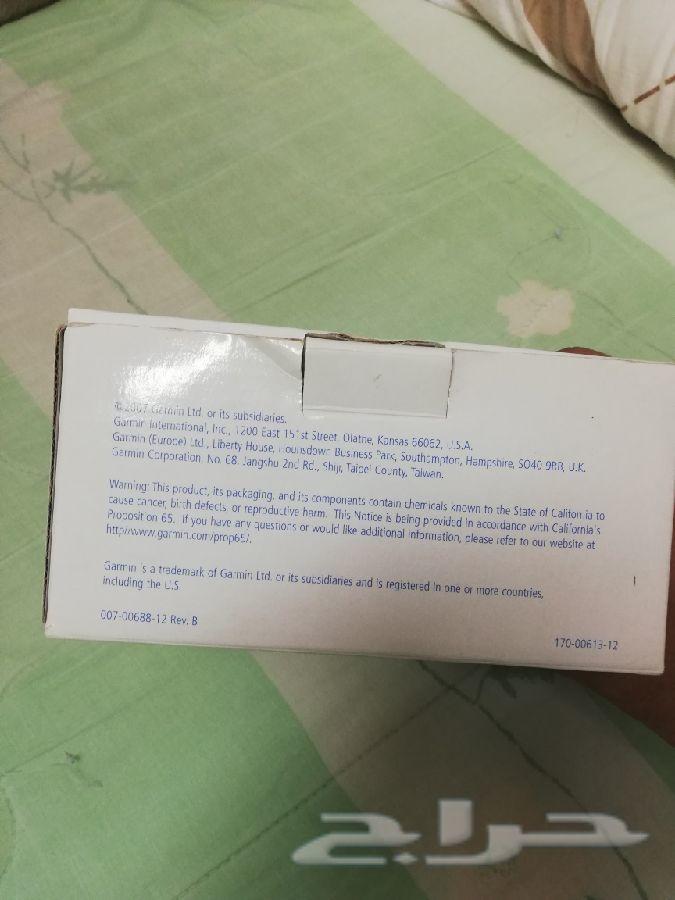 © 2007 Garmin Ltd. or its subsidiaries.
Garmin International, Inc., 1200 East 151st Street, Olathe, Kansas 66062, U.S.A.
Garmin (Europe) Ltd., Liberty House, Hounsdown Business Park, Southampton, Hampshire, SO40 9RB, U.K.
Garmin Corporation, No. 68, Jangshu 2nd Rd., Shijr, Taipei County, Taiwan.
Warning: This product, its packaging, and its components contain chemicals known to the State of California to
cause cancer, birth defects, or reproductive harm. This Notice is being provided in accordance with California's
Proposition 65. If you have any questions or would like additional information, please refer to our website at
http://www.garmin.com/prop65/.
Garmin is a trademark of Garmin Ltd. or its subsidiaries and is registered in one or more countries,
including the U.S.
007-00688-12 Rev. B
170-00613-12
حراج